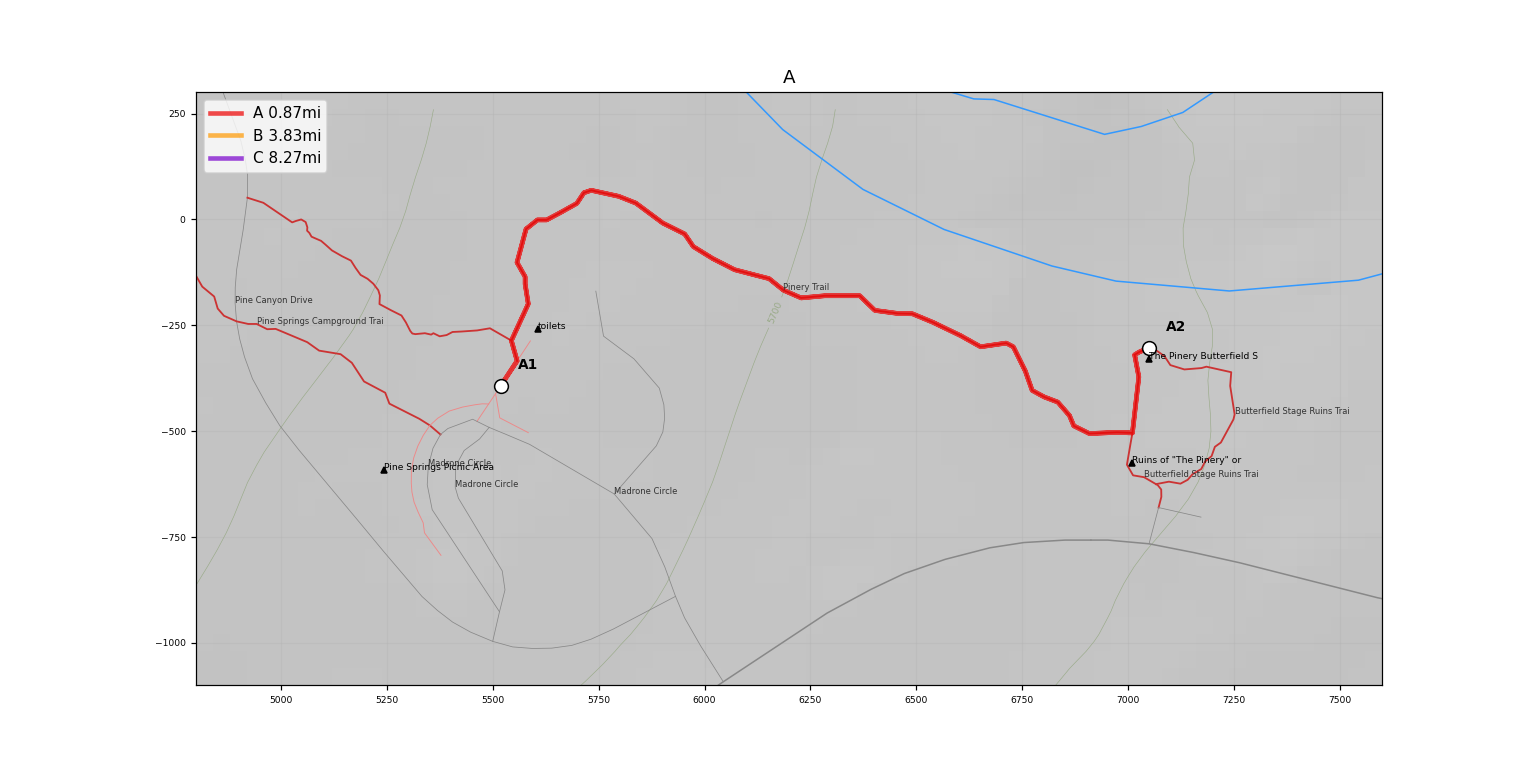 A
A 0.87mi
B 3.83mi
C 8.27mi
250
0
−250
−500
−750
−1000
5000
5250
5500
5750
6000
6250
6500
6750
7000
7250
7500
Pine Canyon Drive
Pine Springs Campground Trai
toilets
A1
Pinery Trail
5700
A2
The Pinery Butterfield S
Butterfield Stage Ruins Trai
Ruins of "The Pinery" or
Butterfield Stage Ruins Trai
Madrone Circle
Pine Springs Picnic Area
Madrone Circle
Madrone Circle